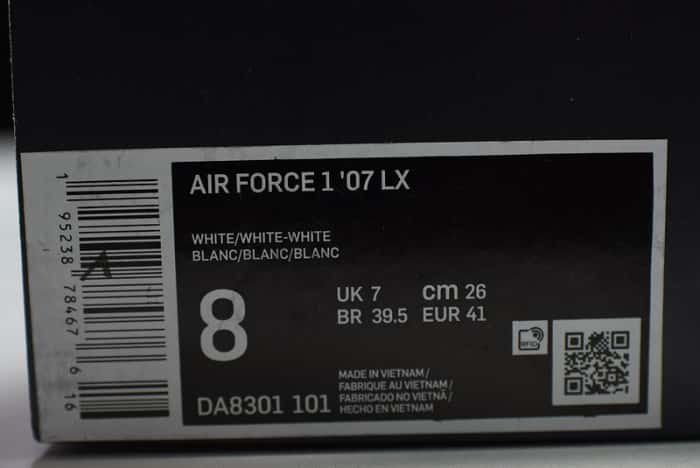 AIR FORCE 1 '07 LX
WHITE/WHITE-WHITE
BLANC/BLANC/BLANC
8
UK 7 cm 26
BR 39.5 EUR 41
RFID
MADE IN VIETNAM /
FABRIQUE AU VIETNAM /
FABRICADO NO VIETNÃ /
HECHO EN VIETNAM
DA8301 101
1 95238 78467 6 16